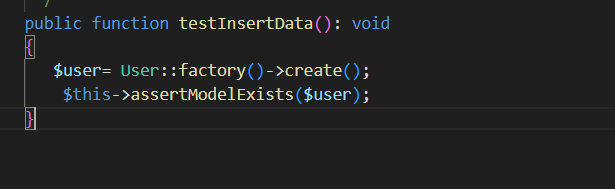 */
public function testInsertData(): void
{
$user= User::factory()->create();
$this->assertModelExists($user);
}